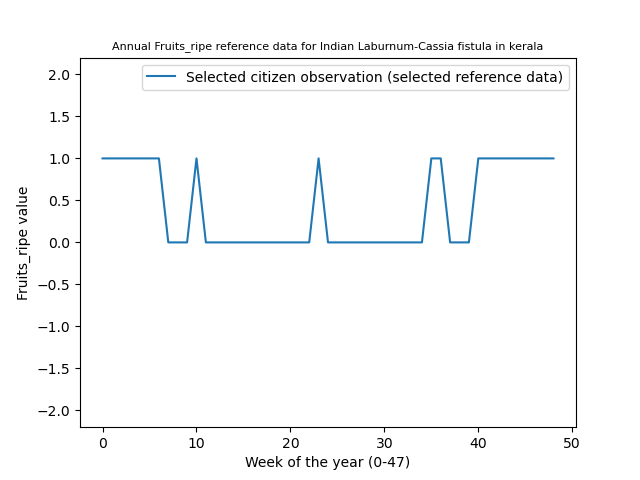 Annual Fruits_ripe reference data for Indian Laburnum-Cassia fistula in kerala
Selected citizen observation (selected reference data)
2.0
1.5
1.0
0.5
0.0
−0.5
−1.0
−1.5
−2.0
Fruits_ripe value
0 10 20 30 40 50
Week of the year (0-47)